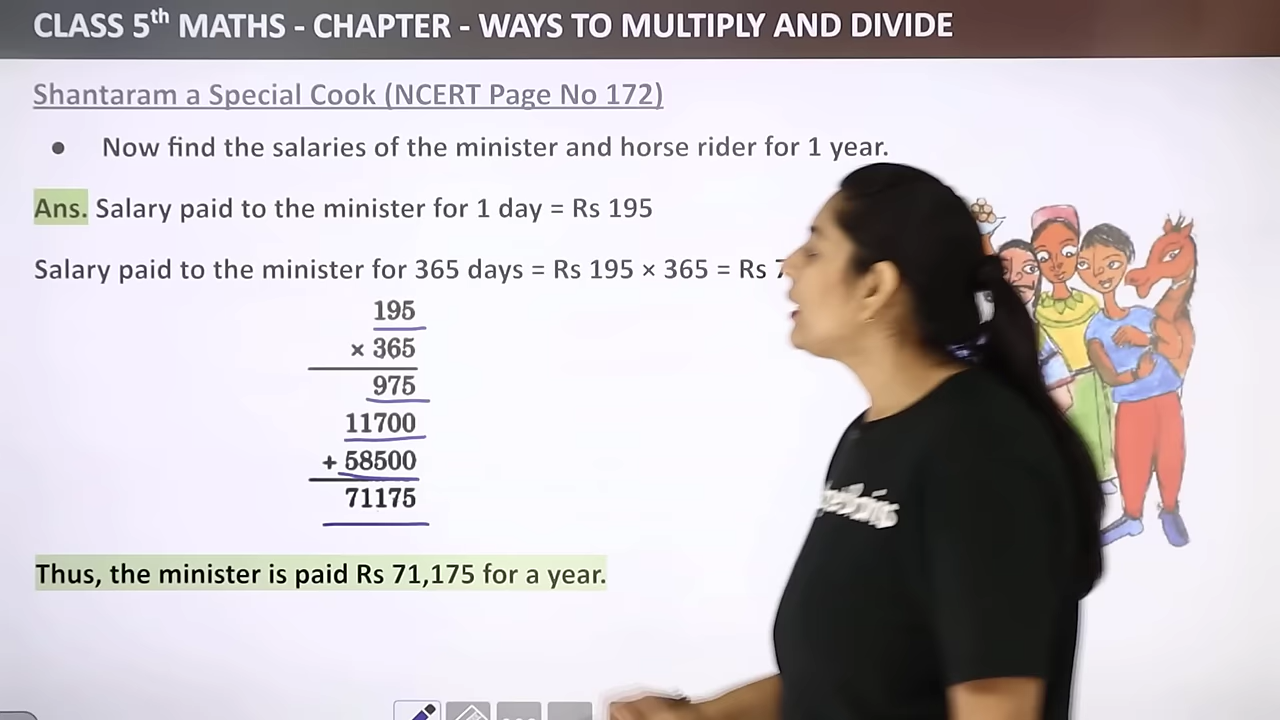 CLASS 5th MATHS - CHAPTER - WAYS TO MULTIPLY AND DIVIDE
Shantaram a Special Cook (NCERT Page No 172)
● Now find the salaries of the minister and horse rider for 1 year.
Ans. Salary paid to the minister for 1 day = Rs 195
Salary paid to the minister for 365 days = Rs 195 × 365 = Rs 7
195
× 365
975
11700
+ 58500
71175
Thus, the minister is paid Rs 71,175 for a year.